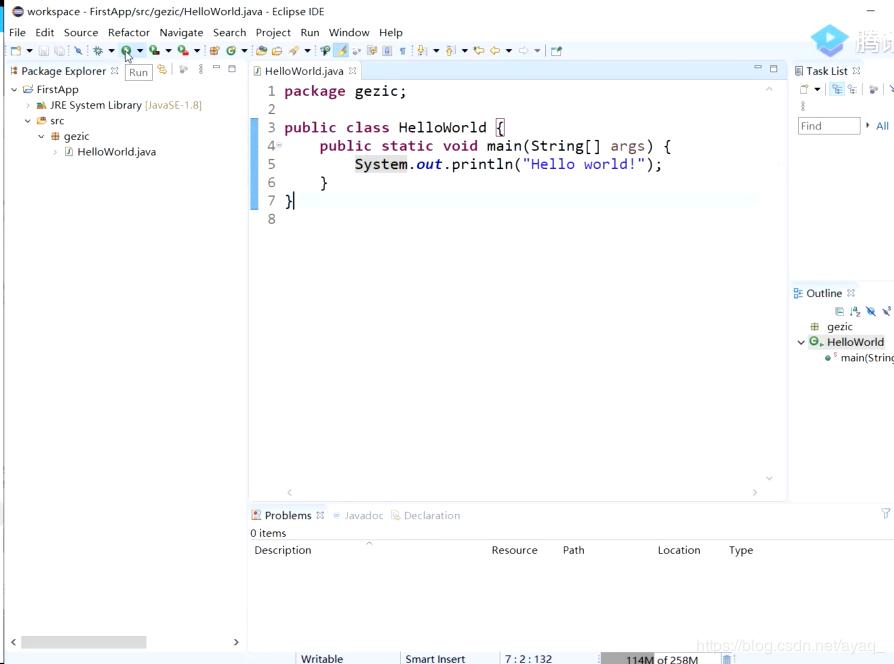 workspace - FirstApp/src/gezic/HelloWorld.java - Eclipse IDE
File Edit Source Refactor Navigate Search Project Run Window Help
Run
腾讯
Package Explorer
FirstApp
JRE System Library [JavaSE-1.8]
src
gezic
HelloWorld.java
HelloWorld.java
1 package gezic;
2
3 public class HelloWorld {
4 public static void main(String[] args) {
5 System.out.println("Hello world!");
6 }
7 }
8
Task List
Find All
Outline
gezic
HelloWorld
main(String
Problems Javadoc Declaration
0 items
Description Resource Path Location Type
https://blog.csdn.net/ayaq_
Writable Smart Insert 7 : 2 : 132 114M of 258M